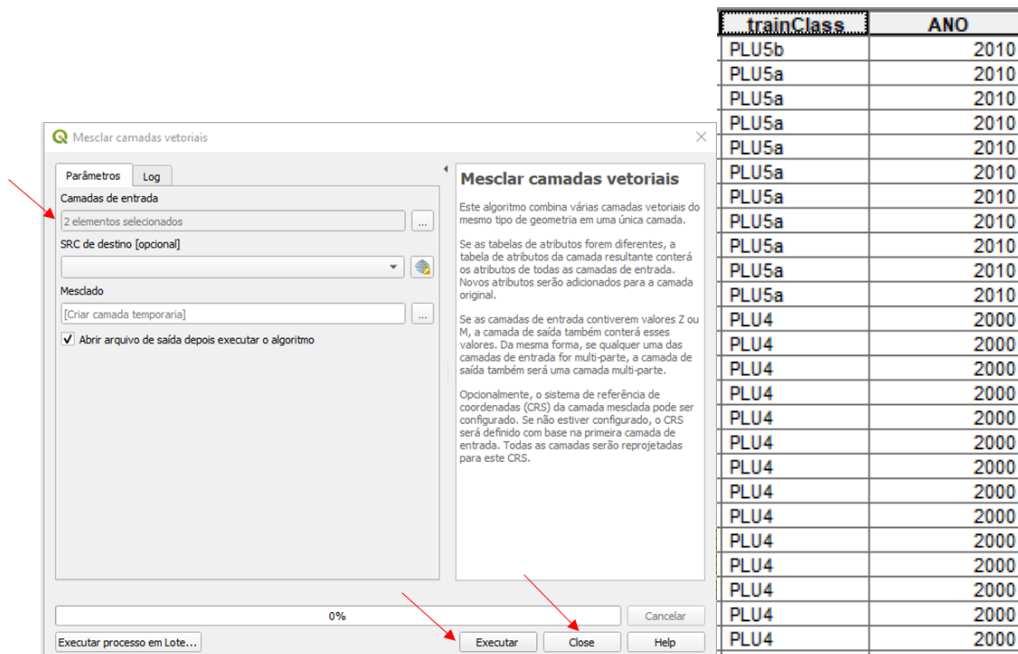 Mesclar camadas vetoriais
Parâmetros Log
Camadas de entrada
2 elementos selecionados
...
SRC de destino [opcional]
Mesclado
[Criar camada temporaria]
...
Abrir arquivo de saída depois executar o algoritmo
Mesclar camadas vetoriais
Este algoritmo combina várias camadas vetoriais do
mesmo tipo de geometria em uma única camada.
Se as tabelas de atributos forem diferentes, a
tabela de atributos da camada resultante conterá
os atributos de todas as camadas de entrada.
Novos atributos serão adicionados para a camada
original.
Se as camadas de entrada contiverem valores Z ou
M, a camada de saída também conterá esses
valores. Da mesma forma, se qualquer uma das
camadas de entrada for multi-parte, a camada de
saída também será uma camada multi-parte.
Opcionalmente, o sistema de referência de
coordenadas (CRS) da camada mesclada pode ser
configurado. Se não estiver configurado, o CRS
será definido com base na primeira camada de
entrada. Todas as camadas serão reprojetadas
para este CRS.
0%
Cancelar
Executar processo em Lote...
Executar
Close
Help
trainClass ANO
PLU5b 2010
PLU5a 2010
PLU5a 2010
PLU5a 2010
PLU5a 2010
PLU5a 2010
PLU5a 2010
PLU5a 2010
PLU5a 2010
PLU5a 2010
PLU5a 2010
PLU4 2000
PLU4 2000
PLU4 2000
PLU4 2000
PLU4 2000
PLU4 2000
PLU4 2000
PLU4 2000
PLU4 2000
PLU4 2000
PLU4 2000
PLU4 2000
PLU4 2000
PLU4 2000